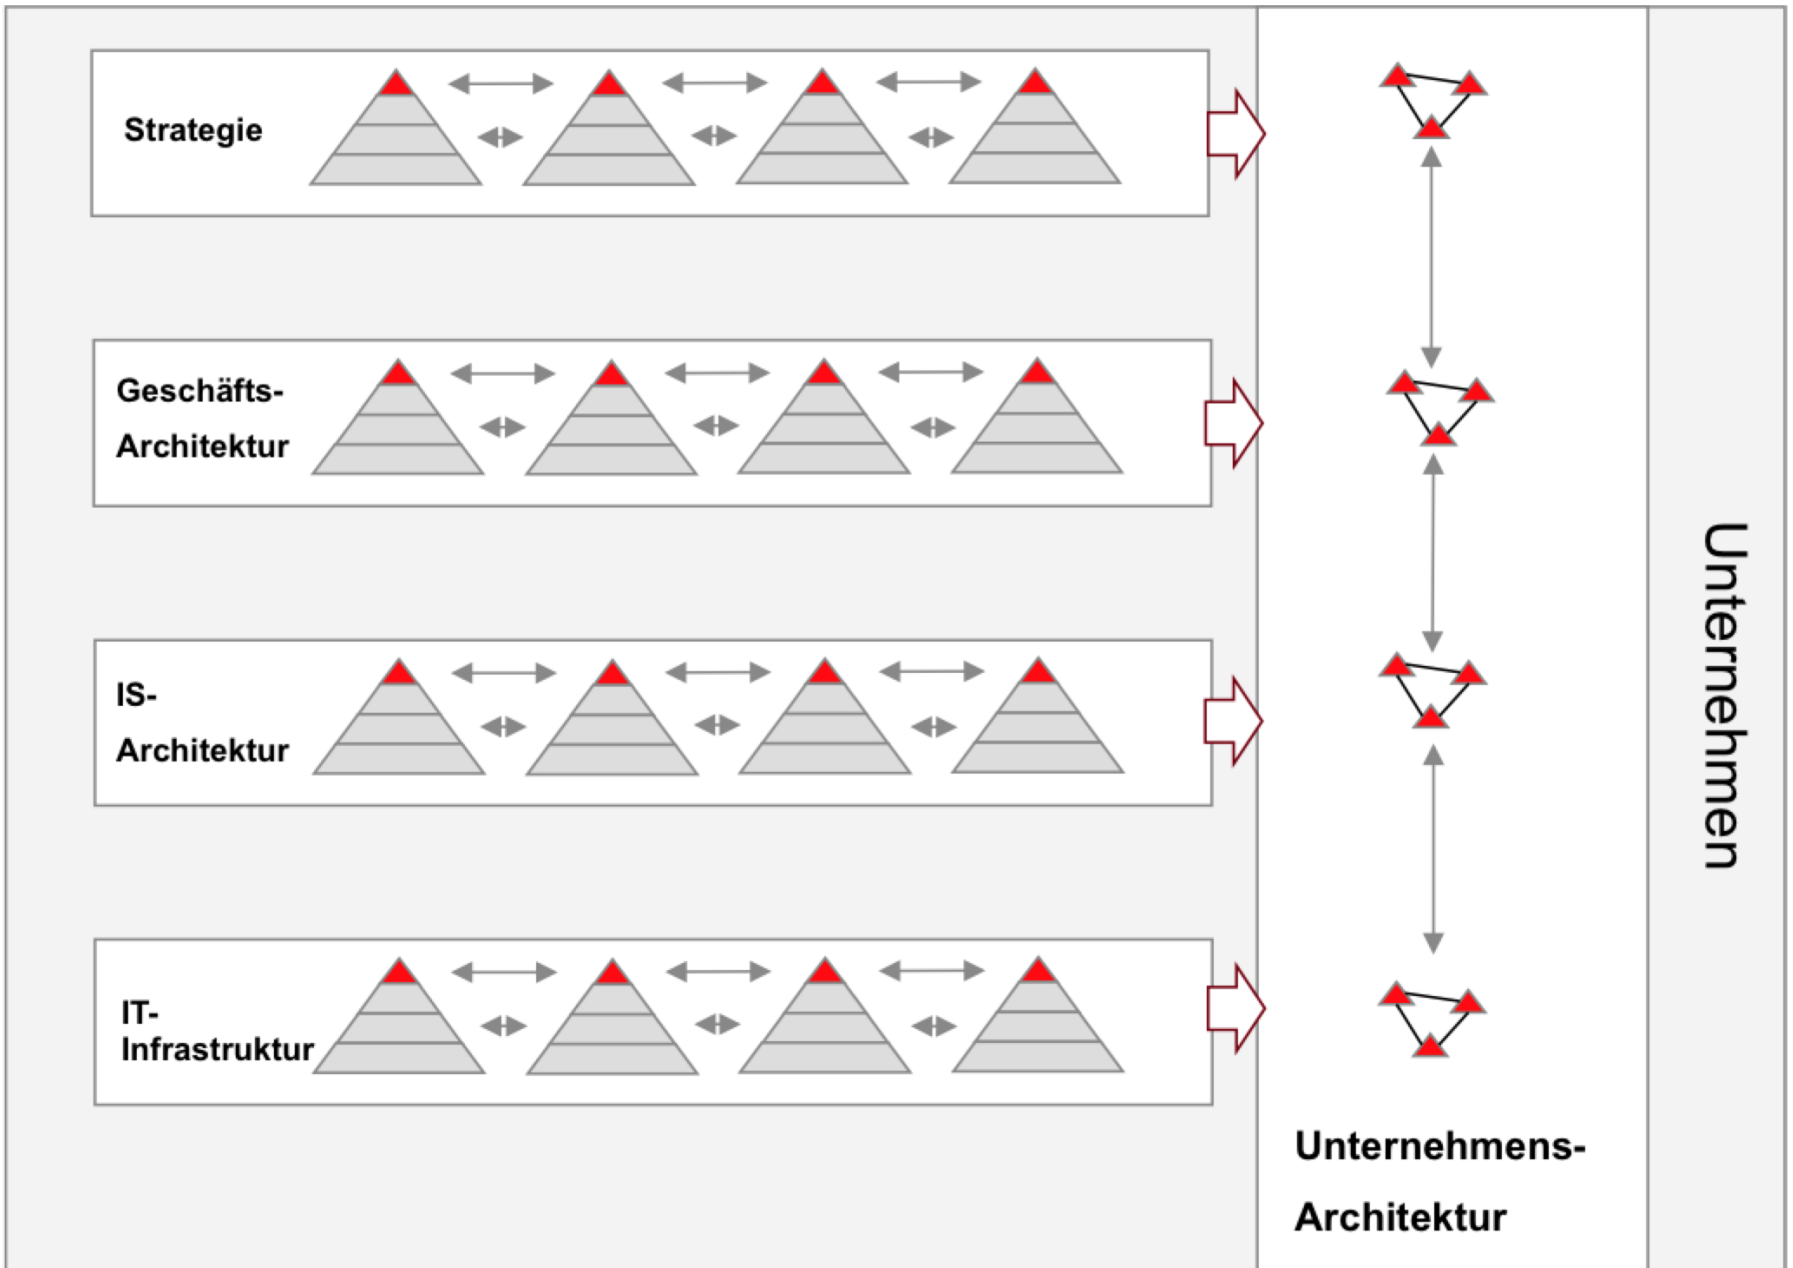 Strategie
Geschäfts-
Architektur
IS-
Architektur
IT-
Infrastruktur
Unternehmens-
Architektur
Unternehmen